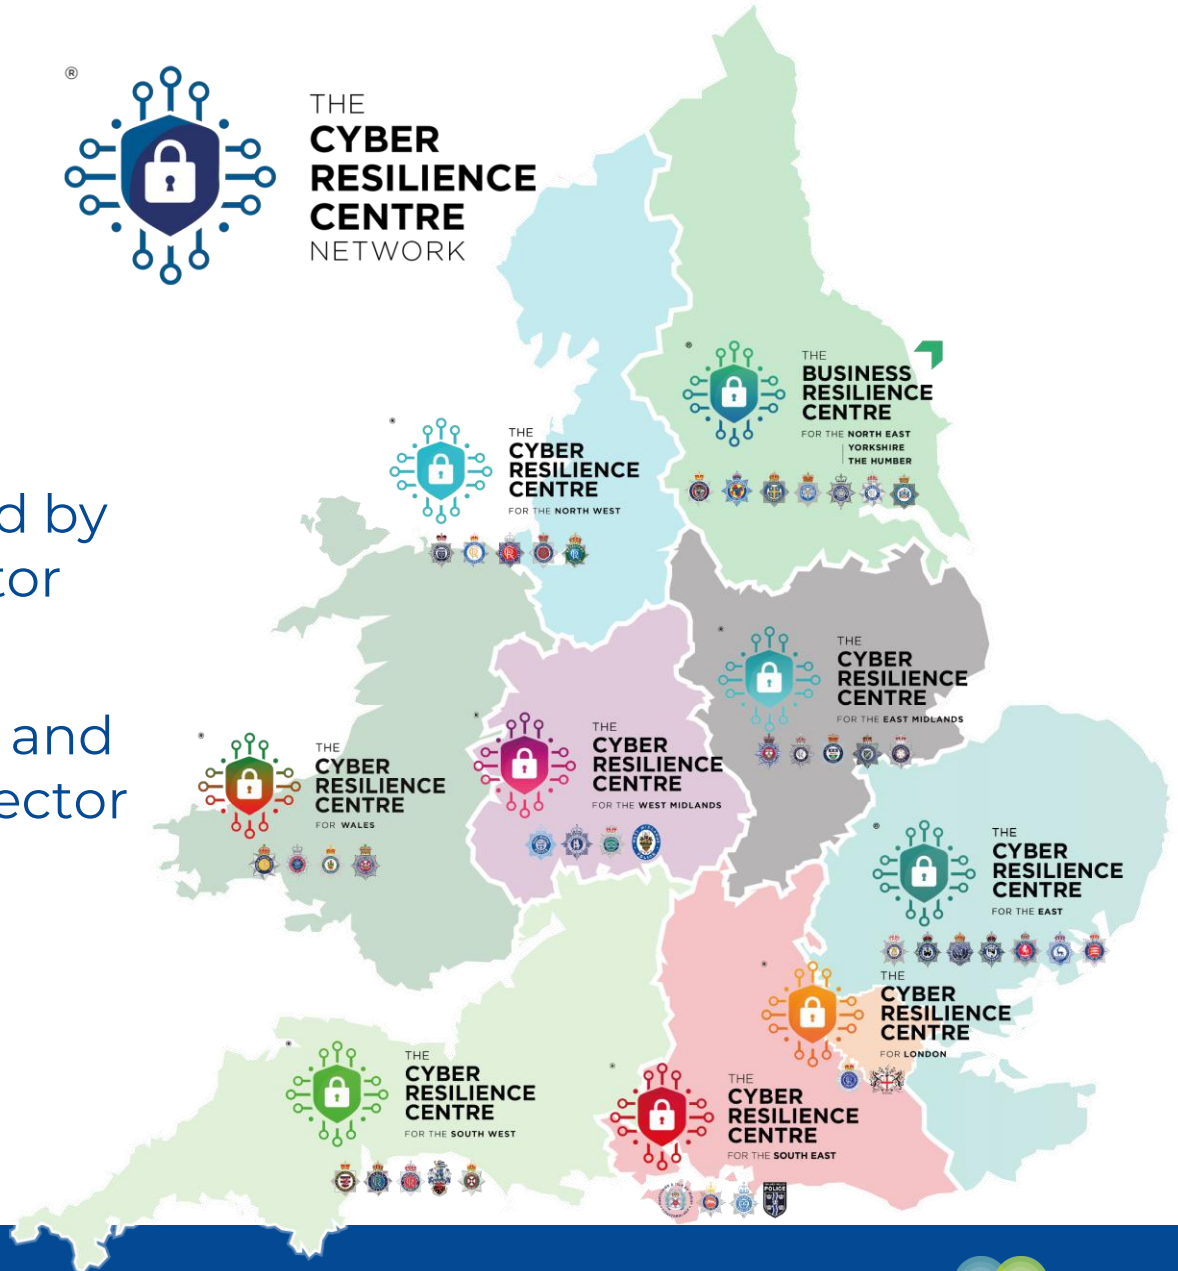 ®
THE
CYBER
RESILIENCE
CENTRE
NETWORK
®
THE
BUSINESS
RESILIENCE
CENTRE
FOR THE NORTH EAST
YORKSHIRE
THE HUMBER
®
THE
CYBER
RESILIENCE
CENTRE
FOR THE NORTH WEST
d by
tor
and
ector
®
THE
CYBER
RESILIENCE
CENTRE
FOR THE EAST MIDLANDS
®
THE
CYBER
RESILIENCE
CENTRE
FOR THE WEST MIDLANDS
®
THE
CYBER
RESILIENCE
CENTRE
FOR WALES
®
THE
CYBER
RESILIENCE
CENTRE
FOR THE EAST
®
THE
CYBER
RESILIENCE
CENTRE
FOR LONDON
®
THE
CYBER
RESILIENCE
CENTRE
FOR THE SOUTH WEST
®
THE
CYBER
RESILIENCE
CENTRE
FOR THE SOUTH EAST
POLICE